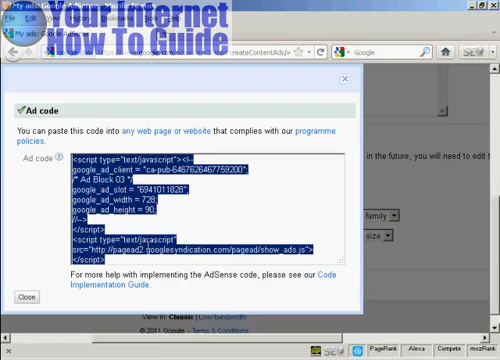 My ads: Google AdSense - Mozilla Firefox
Your Internet
How To Guide
File Edit View History Bookmarks Tools Help
My ads: Google AdSense
createContentAds/
Google
Ad code
You can paste this code into any web page or website that complies with our programme
policies.
Ad code
<script type="text/javascript"><!--
google_ad_client = "ca-pub-6467626467759200";
/* Ad Block 03 */
google_ad_slot = "6941011828";
google_ad_width = 728;
google_ad_height = 90;
//-->
</script>
<script type="text/javascript"
src="http://pagead2.googlesyndication.com/pagead/show_ads.js">
</script>
For more help with implementing the AdSense code, please see our Code
Implementation Guide.
Close
in the future, you will need to
family
size
View in: Classic | Low bandwidth
© 2011 Google - Terms & Conditions
PageRank
Alexa
Compete
mozRank